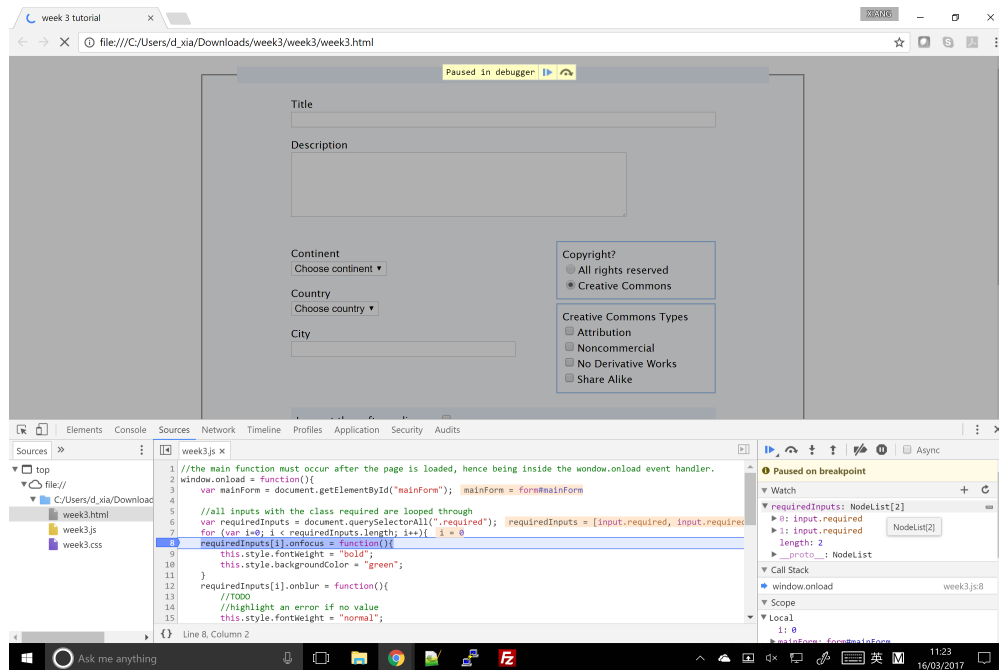 week 3 tutorial
XIANG
file:///C:/Users/d_xia/Downloads/week3/week3/week3.html
Paused in debugger
Title
Description
Continent
Choose continent
Country
Choose country
City
Copyright?
All rights reserved
Creative Commons
Creative Commons Types
Attribution
Noncommercial
No Derivative Works
Share Alike
Elements Console Sources Network Timeline Profiles Application Security Audits
Sources
week3.js
Async
top
file://
C:/Users/d_xia/Downloac
week3.html
week3.js
week3.css
1 //the main function must occur after the page is loaded, hence being inside the wondow.onload event handler.
2 window.onload = function(){
3 var mainForm = document.getElementById("mainForm"); mainForm = form#mainForm
4
5 //all inputs with the class required are looped through
6 var requiredInputs = document.querySelectorAll(".required"); requiredInputs = [input.required, input.required
7 for (var i=0; i < requiredInputs.length; i++){ i = 0
8 requiredInputs[i].onfocus = function(){
9 this.style.fontWeight = "bold";
10 this.style.backgroundColor = "green";
11 }
12 requiredInputs[i].onblur = function(){
13 //TODO
14 //highlight an error if no value
15 this.style.fontWeight = "normal";
{} Line 8, Column 2
Paused on breakpoint
Watch
requiredInputs: NodeList[2]
0: input.required
1: input.required
NodeList[2]
length: 2
__proto__: NodeList
Call Stack
window.onload week3.js:8
Scope
Local
i: 0
mainForm: form#mainForm
Ask me anything
英
M
11:23
16/03/2017